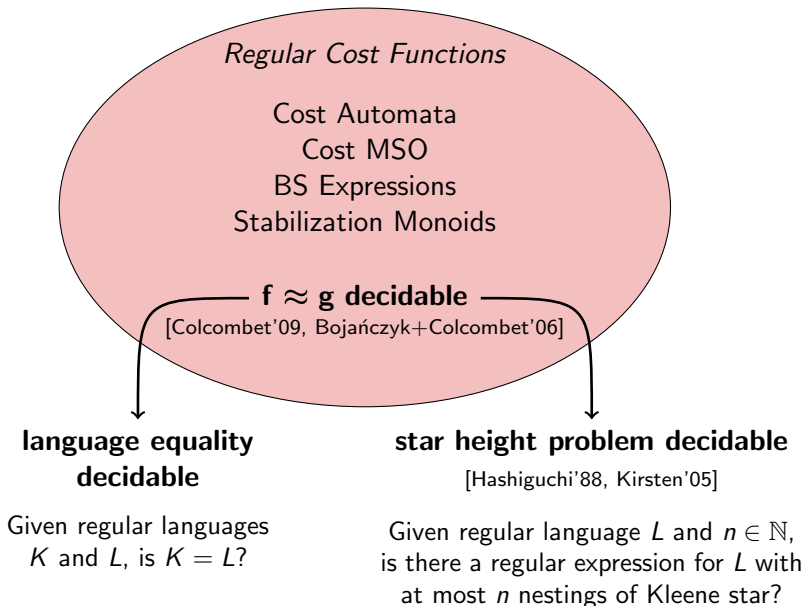 Regular Cost Functions
Cost Automata
Cost MSO
BS Expressions
Stabilization Monoids
f ≈ g decidable
[Colcombet'09, Bojańczyk+Colcombet'06]
language equality
decidable
Given regular languages
K and L, is K = L?
star height problem decidable
[Hashiguchi'88, Kirsten'05]
Given regular language L and n ∈ ℕ,
is there a regular expression for L with
at most n nestings of Kleene star?